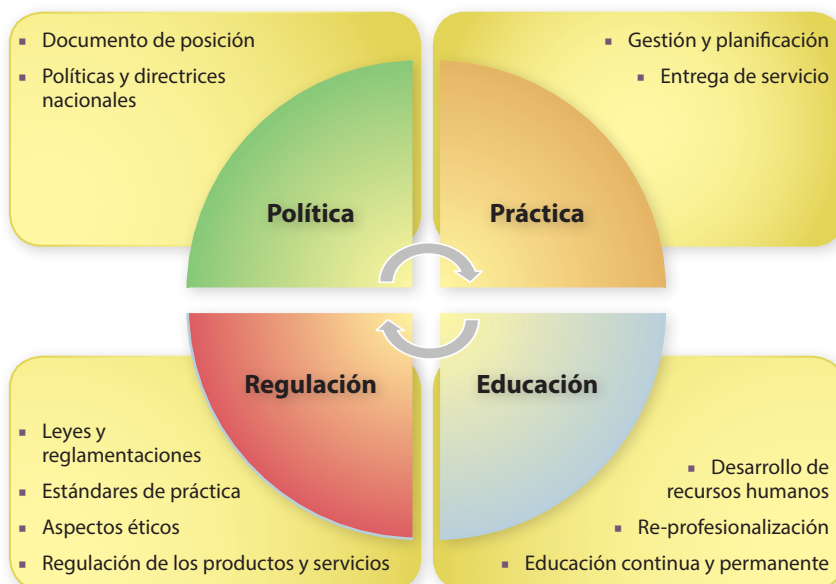 ▪ Documento de posición
▪ Políticas y directrices
nacionales
▪ Gestión y planificación
▪ Entrega de servicio
Política
Práctica
Regulación
Educación
▪ Leyes y
reglamentaciones
▪ Estándares de práctica
▪ Aspectos éticos
▪ Regulación de los productos y servicios
▪ Desarrollo de
recursos humanos
▪ Re-profesionalización
▪ Educación continua y permanente